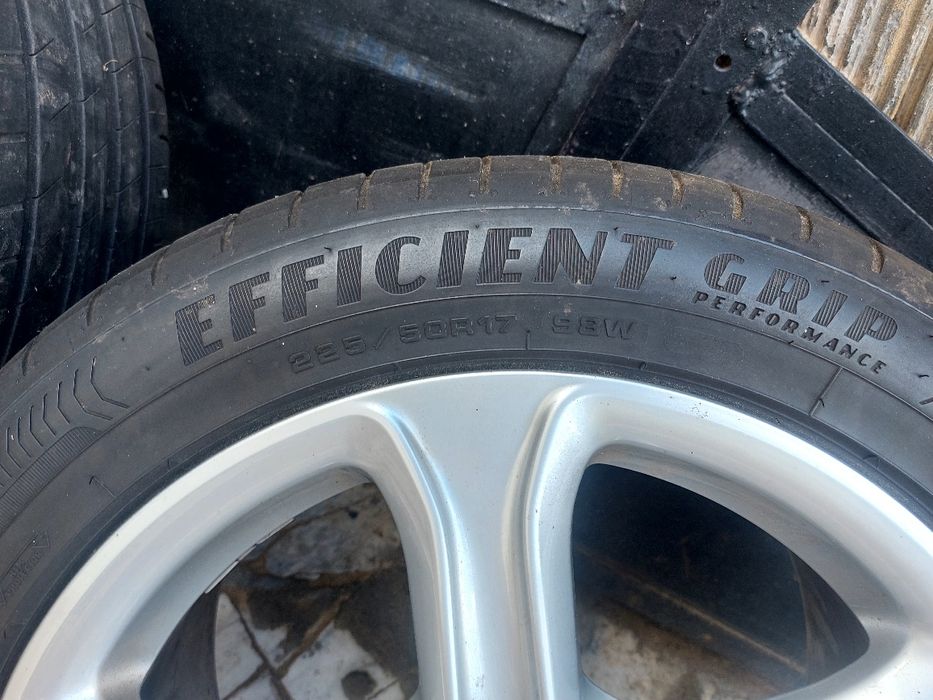 EFFICIENT GRIP
PERFORMANCE
225/50R17 98W